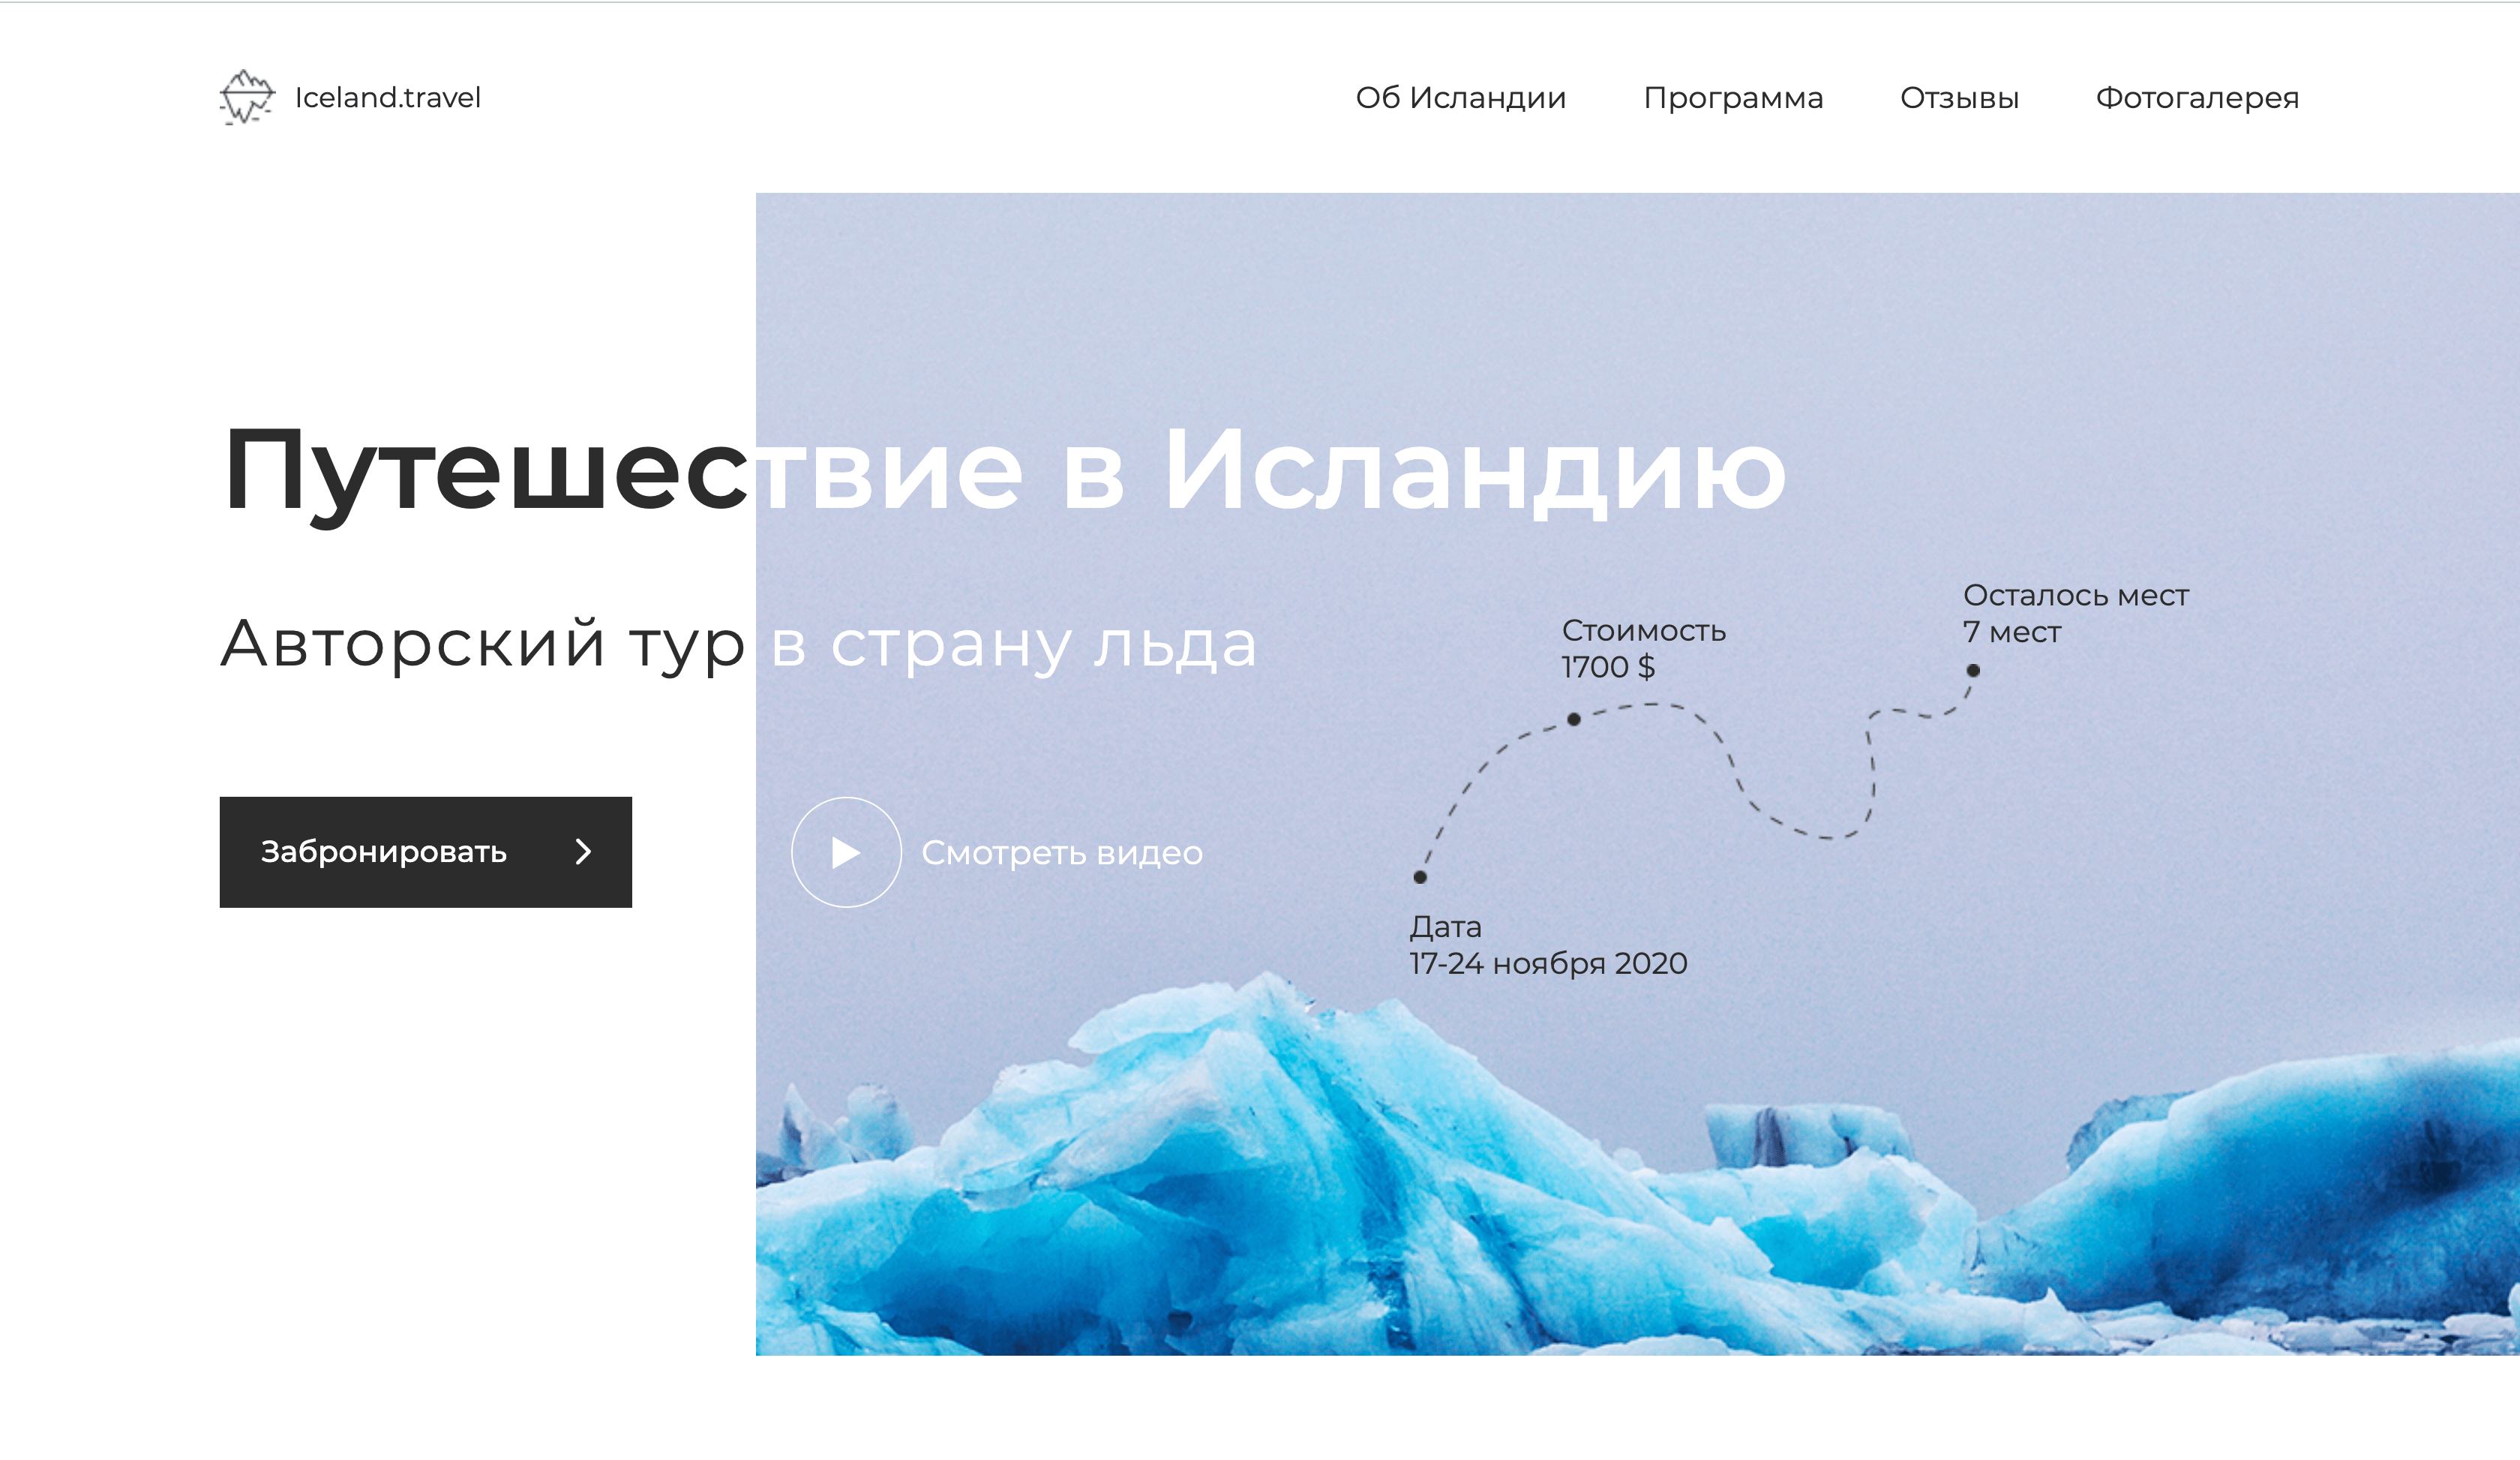 Iceland.travel
Об Исландии
Программа
Отзывы
Фотогалерея
Путешествие в Исландию
Авторский тур в страну льда
Забронировать
Смотреть видео
Стоимость
1700 $
Осталось мест
7 мест
Дата
17-24 ноября 2020